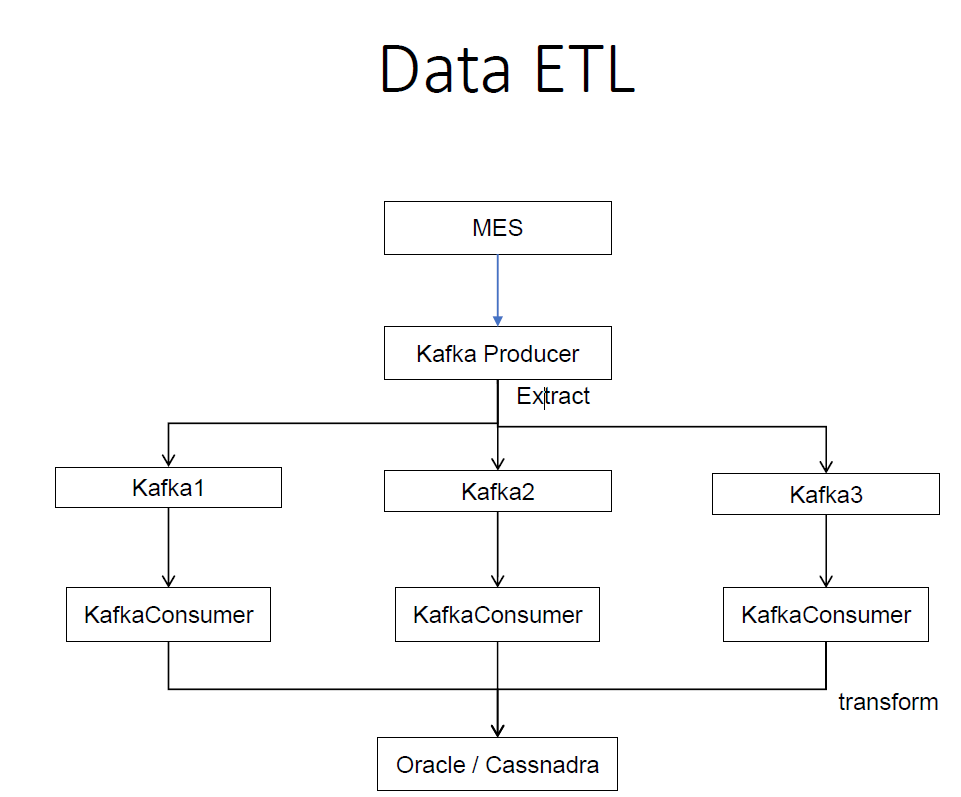 Data ETL
MES
Kafka Producer
Extract
Kafka1
Kafka2
Kafka3
KafkaConsumer
KafkaConsumer
KafkaConsumer
transform
Oracle / Cassnadra